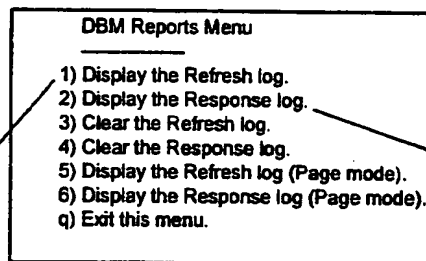 DBM Reports Menu
1) Display the Refresh log.
2) Display the Response log.
3) Clear the Refresh log.
4) Clear the Response log.
5) Display the Refresh log (Page mode).
6) Display the Response log (Page mode).
q) Exit this menu.